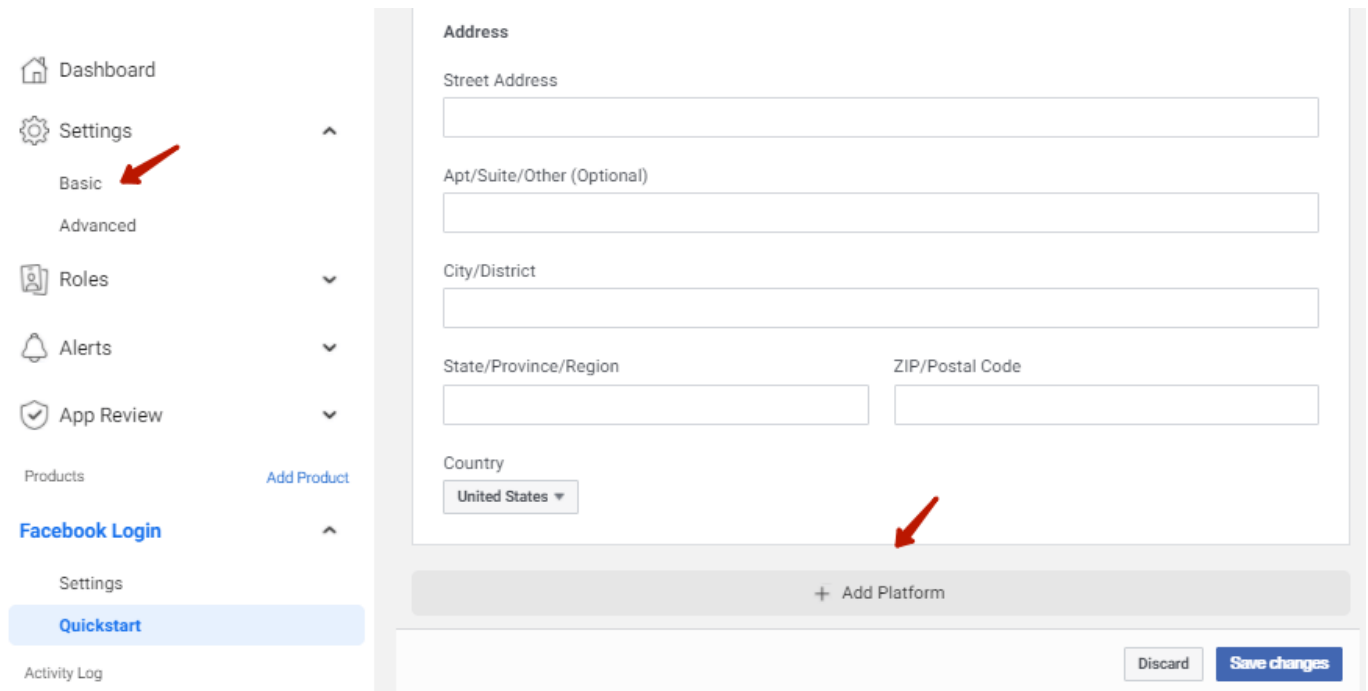 Dashboard
Settings
Basic
Advanced
Roles
Alerts
App Review
Products
Add Product
Facebook Login
Settings
Quickstart
Activity Log
Address
Street Address
Apt/Suite/Other (Optional)
City/District
State/Province/Region
ZIP/Postal Code
Country
United States
+ Add Platform
Discard
Save changes